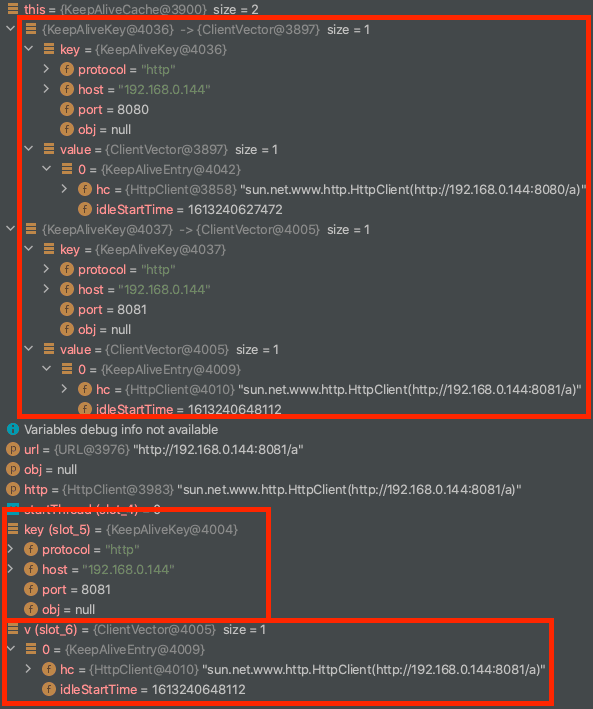 this = {KeepAliveCache@3900} size = 2
{KeepAliveKey@4036} -> {ClientVector@3897} size = 1
key = {KeepAliveKey@4036}
f protocol = "http"
f host = "192.168.0.144"
f port = 8080
f obj = null
value = {ClientVector@3897} size = 1
0 = {KeepAliveEntry@4042}
f hc = {HttpClient@3858} "sun.net.www.http.HttpClient(http://192.168.0.144:8080/a)"
f idleStartTime = 1613240627472
{KeepAliveKey@4037} -> {ClientVector@4005} size = 1
key = {KeepAliveKey@4037}
f protocol = "http"
f host = "192.168.0.144"
f port = 8081
f obj = null
value = {ClientVector@4005} size = 1
0 = {KeepAliveEntry@4009}
f hc = {HttpClient@4010} "sun.net.www.http.HttpClient(http://192.168.0.144:8081/a)"
f idleStartTime = 1613240648112
Variables debug info not available
p url = {URL@3976} "http://192.168.0.144:8081/a"
p obj = null
p http = {HttpClient@3983} "sun.net.www.http.HttpClient(http://192.168.0.144:8081/a)"
startThread (slot_4) = 0
key (slot_5) = {KeepAliveKey@4004}
f protocol = "http"
f host = "192.168.0.144"
f port = 8081
f obj = null
v (slot_6) = {ClientVector@4005} size = 1
0 = {KeepAliveEntry@4009}
f hc = {HttpClient@4010} "sun.net.www.http.HttpClient(http://192.168.0.144:8081/a)"
f idleStartTime = 1613240648112